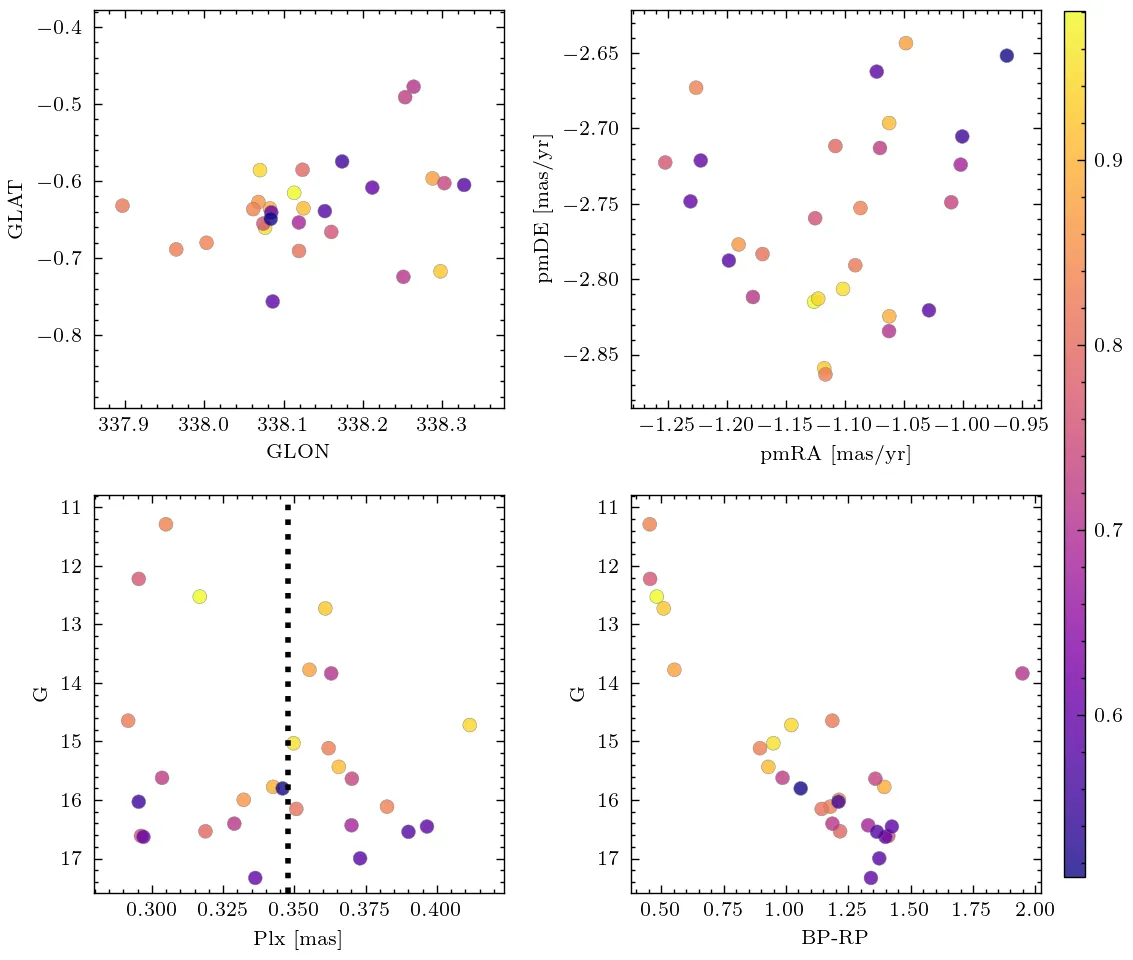 −0.4
−0.5
−0.6
−0.7
−0.8
GLAT
337.9 338.0 338.1 338.2 338.3
GLON
−2.65
−2.70
−2.75
−2.80
−2.85
pmDE [mas/yr]
−1.25 −1.20 −1.15 −1.10 −1.05 −1.00 −0.95
pmRA [mas/yr]
0.9
0.8
0.7
0.6
11
12
13
14
15
16
17
G
0.300 0.325 0.350 0.375 0.400
Plx [mas]
11
12
13
14
15
16
17
G
0.50 0.75 1.00 1.25 1.50 1.75 2.00
BP-RP